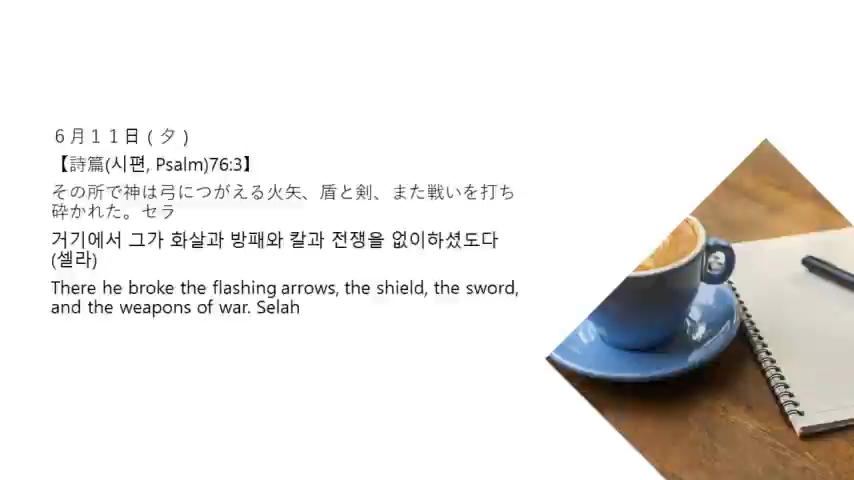 ６月１１日 ( 夕 )
【詩篇(시편, Psalm)76:3】
その所で神は弓につがえる火矢、盾と剣、また戦いを打ち
砕かれた。セラ
거기에서 그가 화살과 방패와 칼과 전쟁을 없이하셨도다
(셀라)
There he broke the flashing arrows, the shield, the sword,
and the weapons of war. Selah